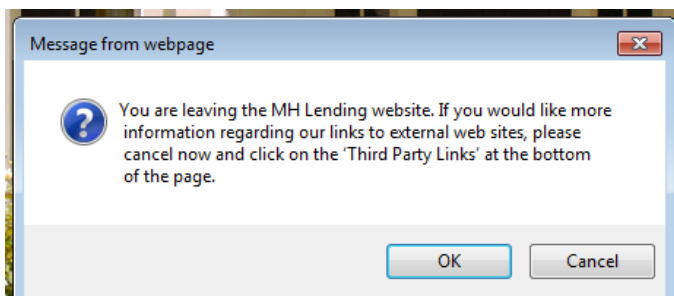 Message from webpage
You are leaving the MH Lending website. If you would like more
information regarding our links to external web sites, please
cancel now and click on the ‘Third Party Links’ at the bottom
of the page.
OK
Cancel